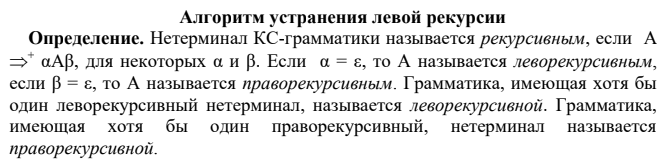 Алгоритм устранения левой рекурсии
Определение. Нетерминал КС-грамматики называется рекурсивным, если A
⇒+ αAβ, для некоторых α и β. Если α = ε, то A называется леворекурсивным,
если β = ε, то A называется праворекурсивным. Грамматика, имеющая хотя бы
один леворекурсивный нетерминал, называется леворекурсивной. Грамматика,
имеющая хотя бы один праворекурсивный, нетерминал называется
праворекурсивной.